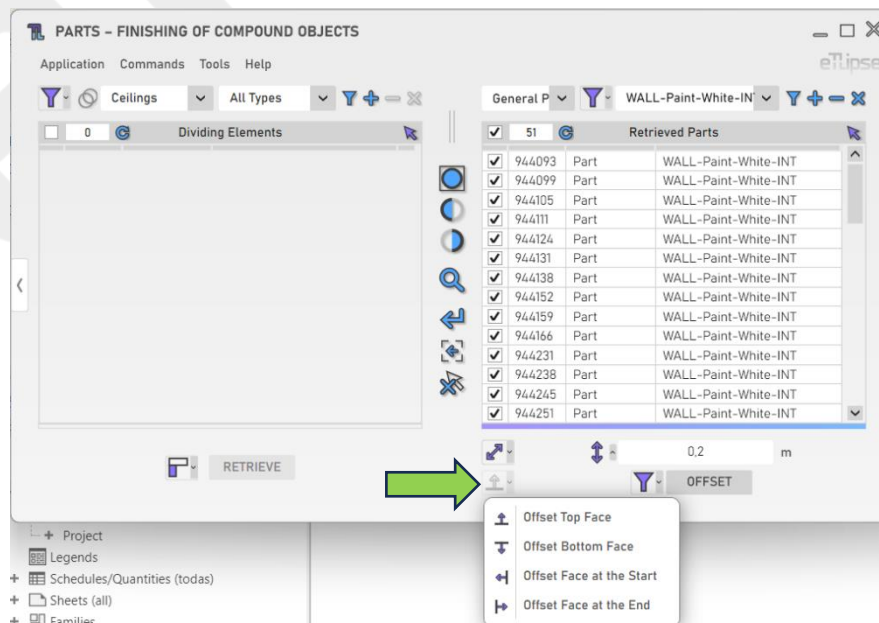 PARTS – FINISHING OF COMPOUND OBJECTS
Application Commands Tools Help
eTLipse
Ceilings All Types
General P WALL-Paint-White-IN
0 Dividing Elements
51 Retrieved Parts
944093 Part WALL-Paint-White-INT
944099 Part WALL-Paint-White-INT
944105 Part WALL-Paint-White-INT
944111 Part WALL-Paint-White-INT
944124 Part WALL-Paint-White-INT
944131 Part WALL-Paint-White-INT
944138 Part WALL-Paint-White-INT
944152 Part WALL-Paint-White-INT
944159 Part WALL-Paint-White-INT
944166 Part WALL-Paint-White-INT
944231 Part WALL-Paint-White-INT
944238 Part WALL-Paint-White-INT
944245 Part WALL-Paint-White-INT
944251 Part WALL-Paint-White-INT
RETRIEVE
0,2 m
OFFSET
Offset Top Face
Offset Bottom Face
Offset Face at the Start
Offset Face at the End
Project
Legends
Schedules/Quantities (todas)
Sheets (all)
Families